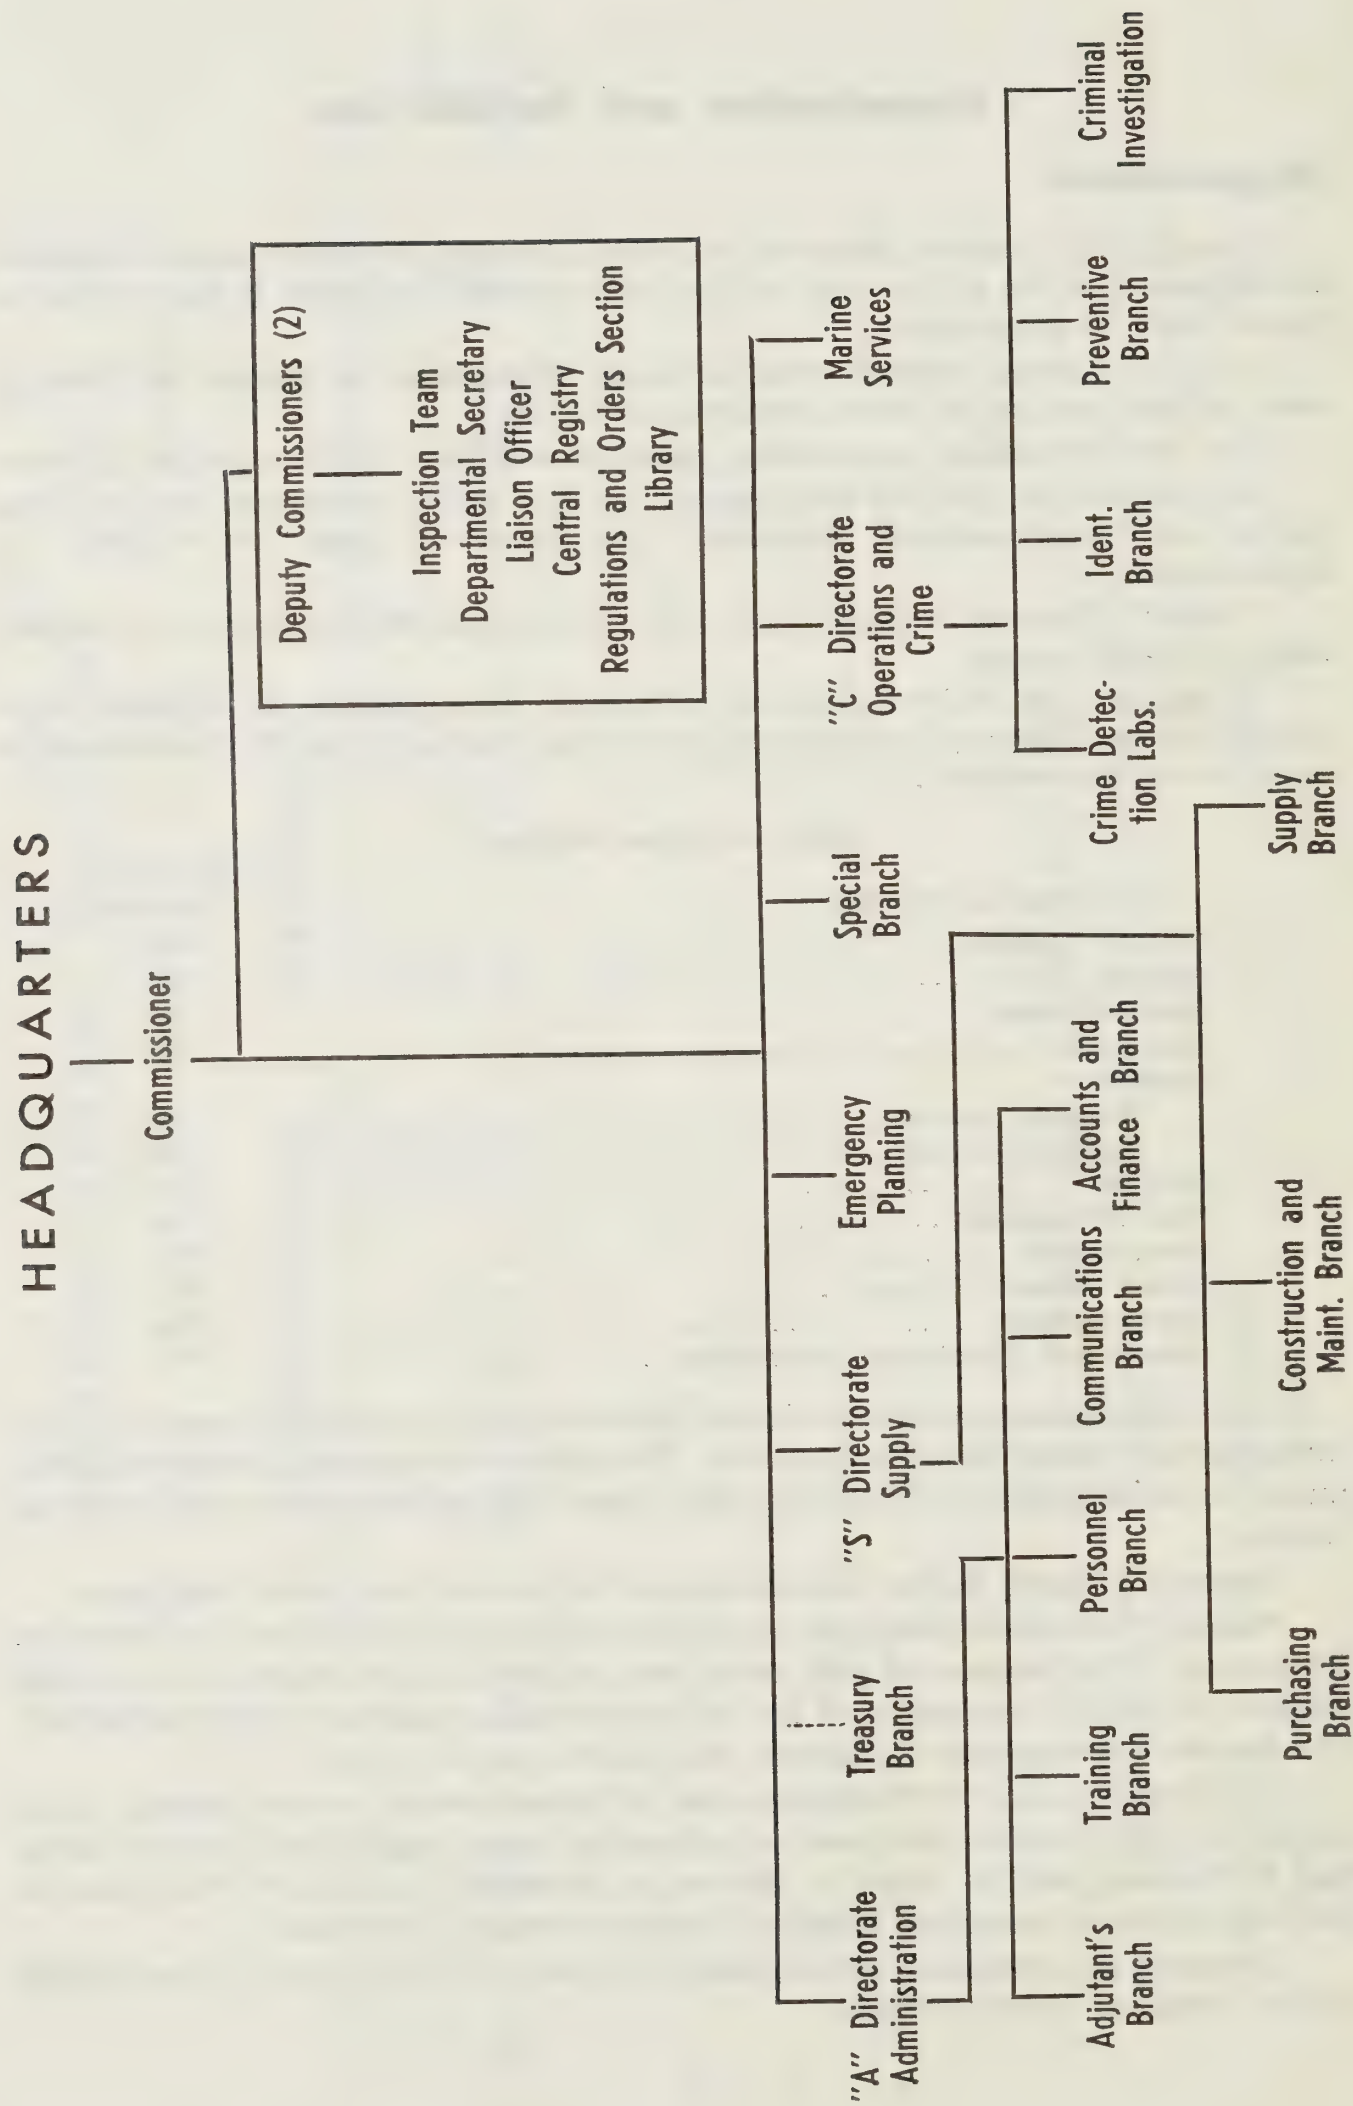 HEADQUARTERS
Commissioner
Deputy Commissioners (2)
Inspection Team
Departmental Secretary
Liaison Officer
Central Registry
Regulations and Orders Section
Library
"A" Directorate
Administration
Treasury
Branch
"S" Directorate
Supply
Emergency
Planning
Special
Branch
"C" Directorate
Operations and
Crime
Marine
Services
Adjutant's
Branch
Training
Branch
Personnel
Branch
Communications
Branch
Accounts and
Finance Branch
Crime Detec-
tion Labs.
Ident.
Branch
Preventive
Branch
Criminal
Investigation
Purchasing
Branch
Construction and
Maint. Branch
Supply
Branch